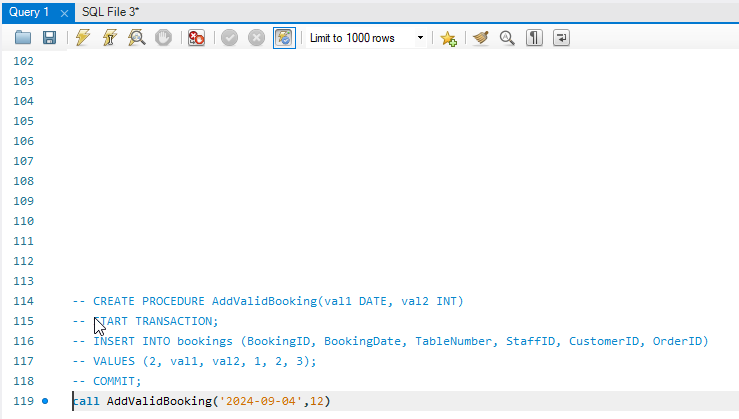 Query 1
SQL File 3*
Limit to 1000 rows
102
103
104
105
106
107
108
109
110
111
112
113
114 -- CREATE PROCEDURE AddValidBooking(val1 DATE, val2 INT)
115 -- START TRANSACTION;
116 -- INSERT INTO bookings (BookingID, BookingDate, TableNumber, StaffID, CustomerID, OrderID)
117 -- VALUES (2, val1, val2, 1, 2, 3);
118 -- COMMIT;
119 call AddValidBooking('2024-09-04',12)